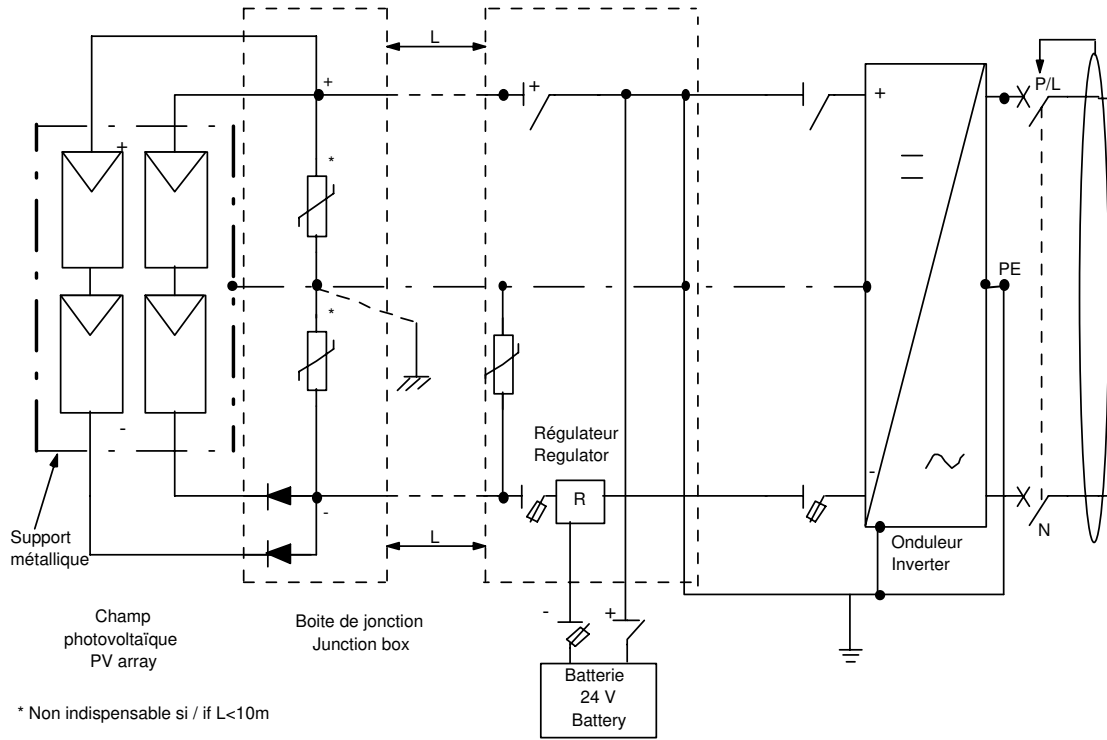 L
+
+
P/L
+
+
*
PE
*
Régulateur
Regulator
-
-
R
-
N
L
Support
métallique
Onduleur
Inverter
Champ
photovoltaïque
PV array
Boite de jonction
Junction box
-
+
Batterie
24 V
Battery
* Non indispensable si / if L<10m